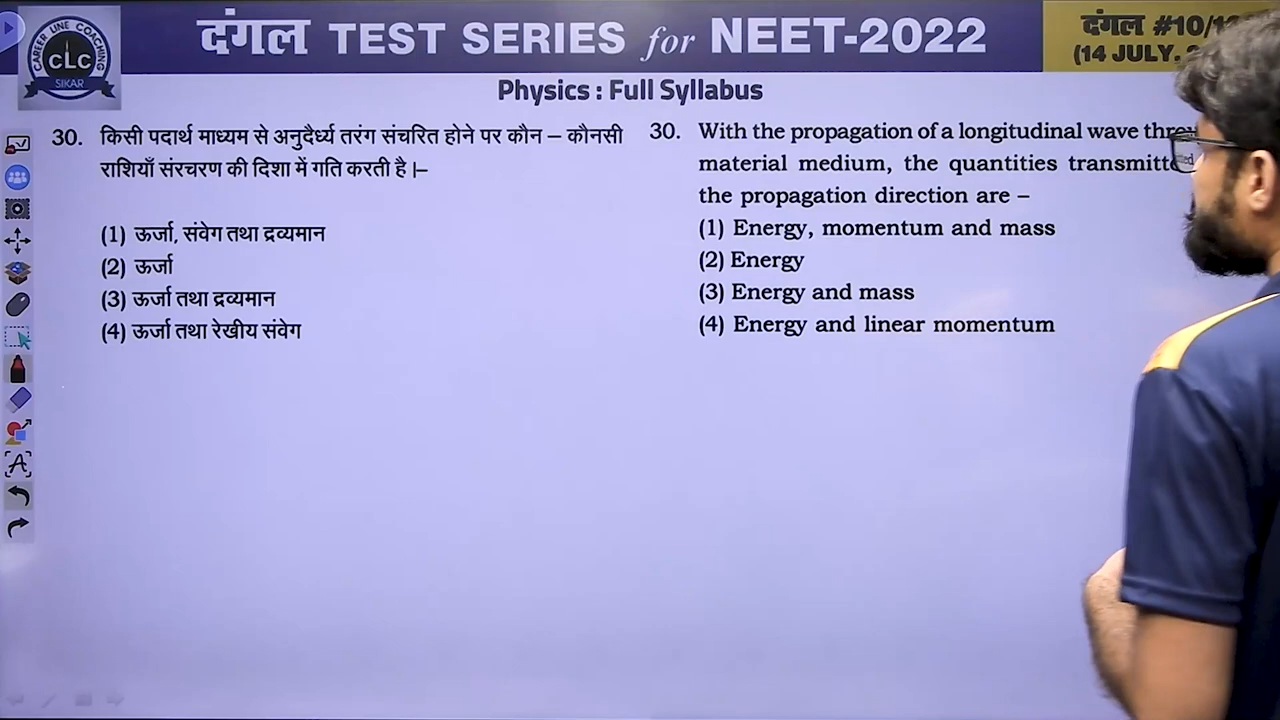 दंगल TEST SERIES for NEET-2022
दंगल #10/1
(14 JULY, 2
CAREER LINE COACHING
CLC
SIKAR
Physics : Full Syllabus
30. किसी पदार्थ माध्यम से अनुदैर्ध्य तरंग संचरित होने पर कौन – कौनसी
राशियाँ संरचरण की दिशा में गति करती है |–
(1) ऊर्जा, संवेग तथा द्रव्यमान
(2) ऊर्जा
(3) ऊर्जा तथा द्रव्यमान
(4) ऊर्जा तथा रेखीय संवेग
30. With the propagation of a longitudinal wave
material medium, the quantities
the propagation direction are –
(1) Energy, momentum and mass
(2) Energy
(3) Energy and mass
(4) Energy and linear momentum